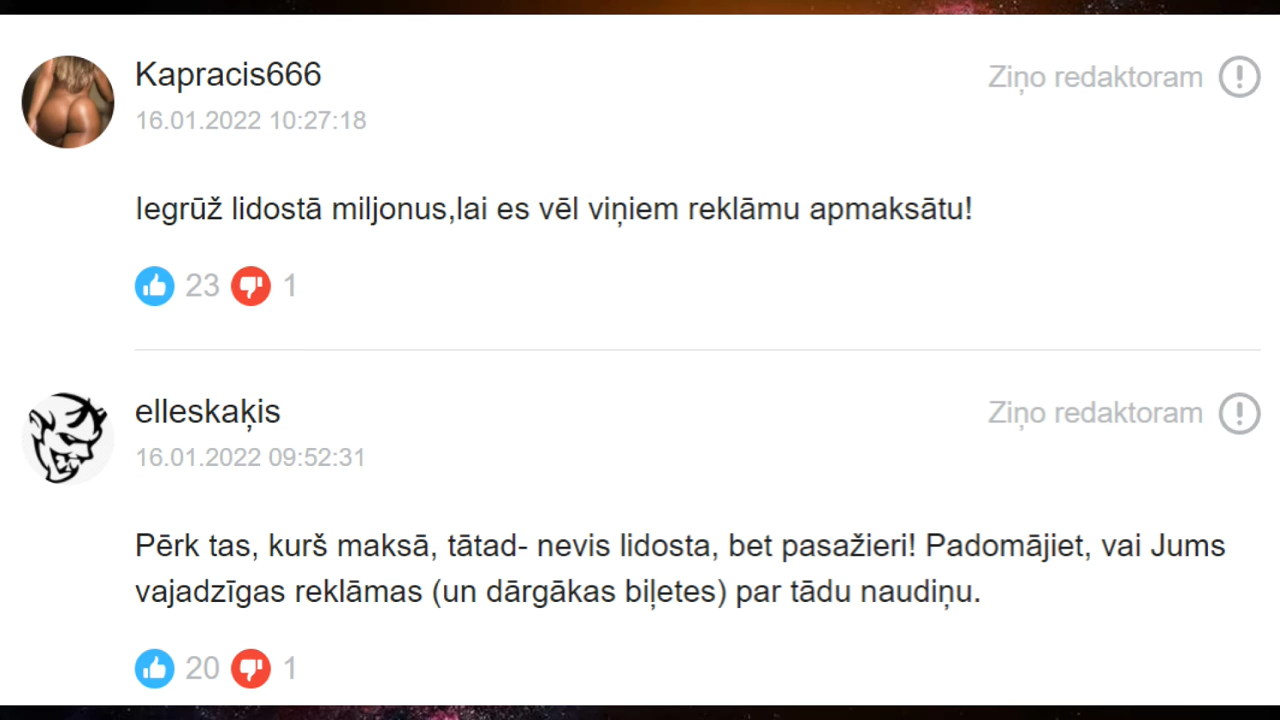 Kapracis666
Ziņo redaktoram
16.01.2022 10:27:18
Iegrūž lidostā miljonus,lai es vēl viņiem reklāmu apmaksātu!
23 1
elleskaķis
Ziņo redaktoram
16.01.2022 09:52:31
Pērk tas, kurš maksā, tātad- nevis lidosta, bet pasažieri! Padomājiet, vai Jums
vajadzīgas reklāmas (un dārgākas biļetes) par tādu naudiņu.
20 1